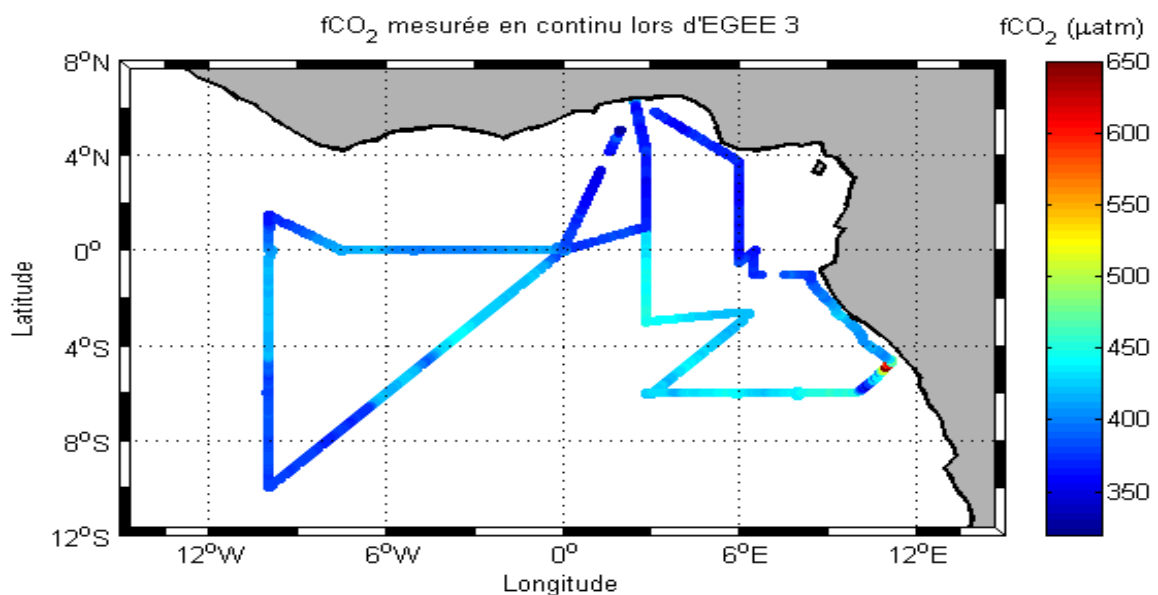 fCO₂ mesurée en continu lors d'EGEE 3
fCO₂ (µatm)
8°N
4°N
0°
4°S
8°S
12°S
Latitude
12°W 6°W 0° 6°E 12°E
Longitude
650
600
550
500
450
400
350